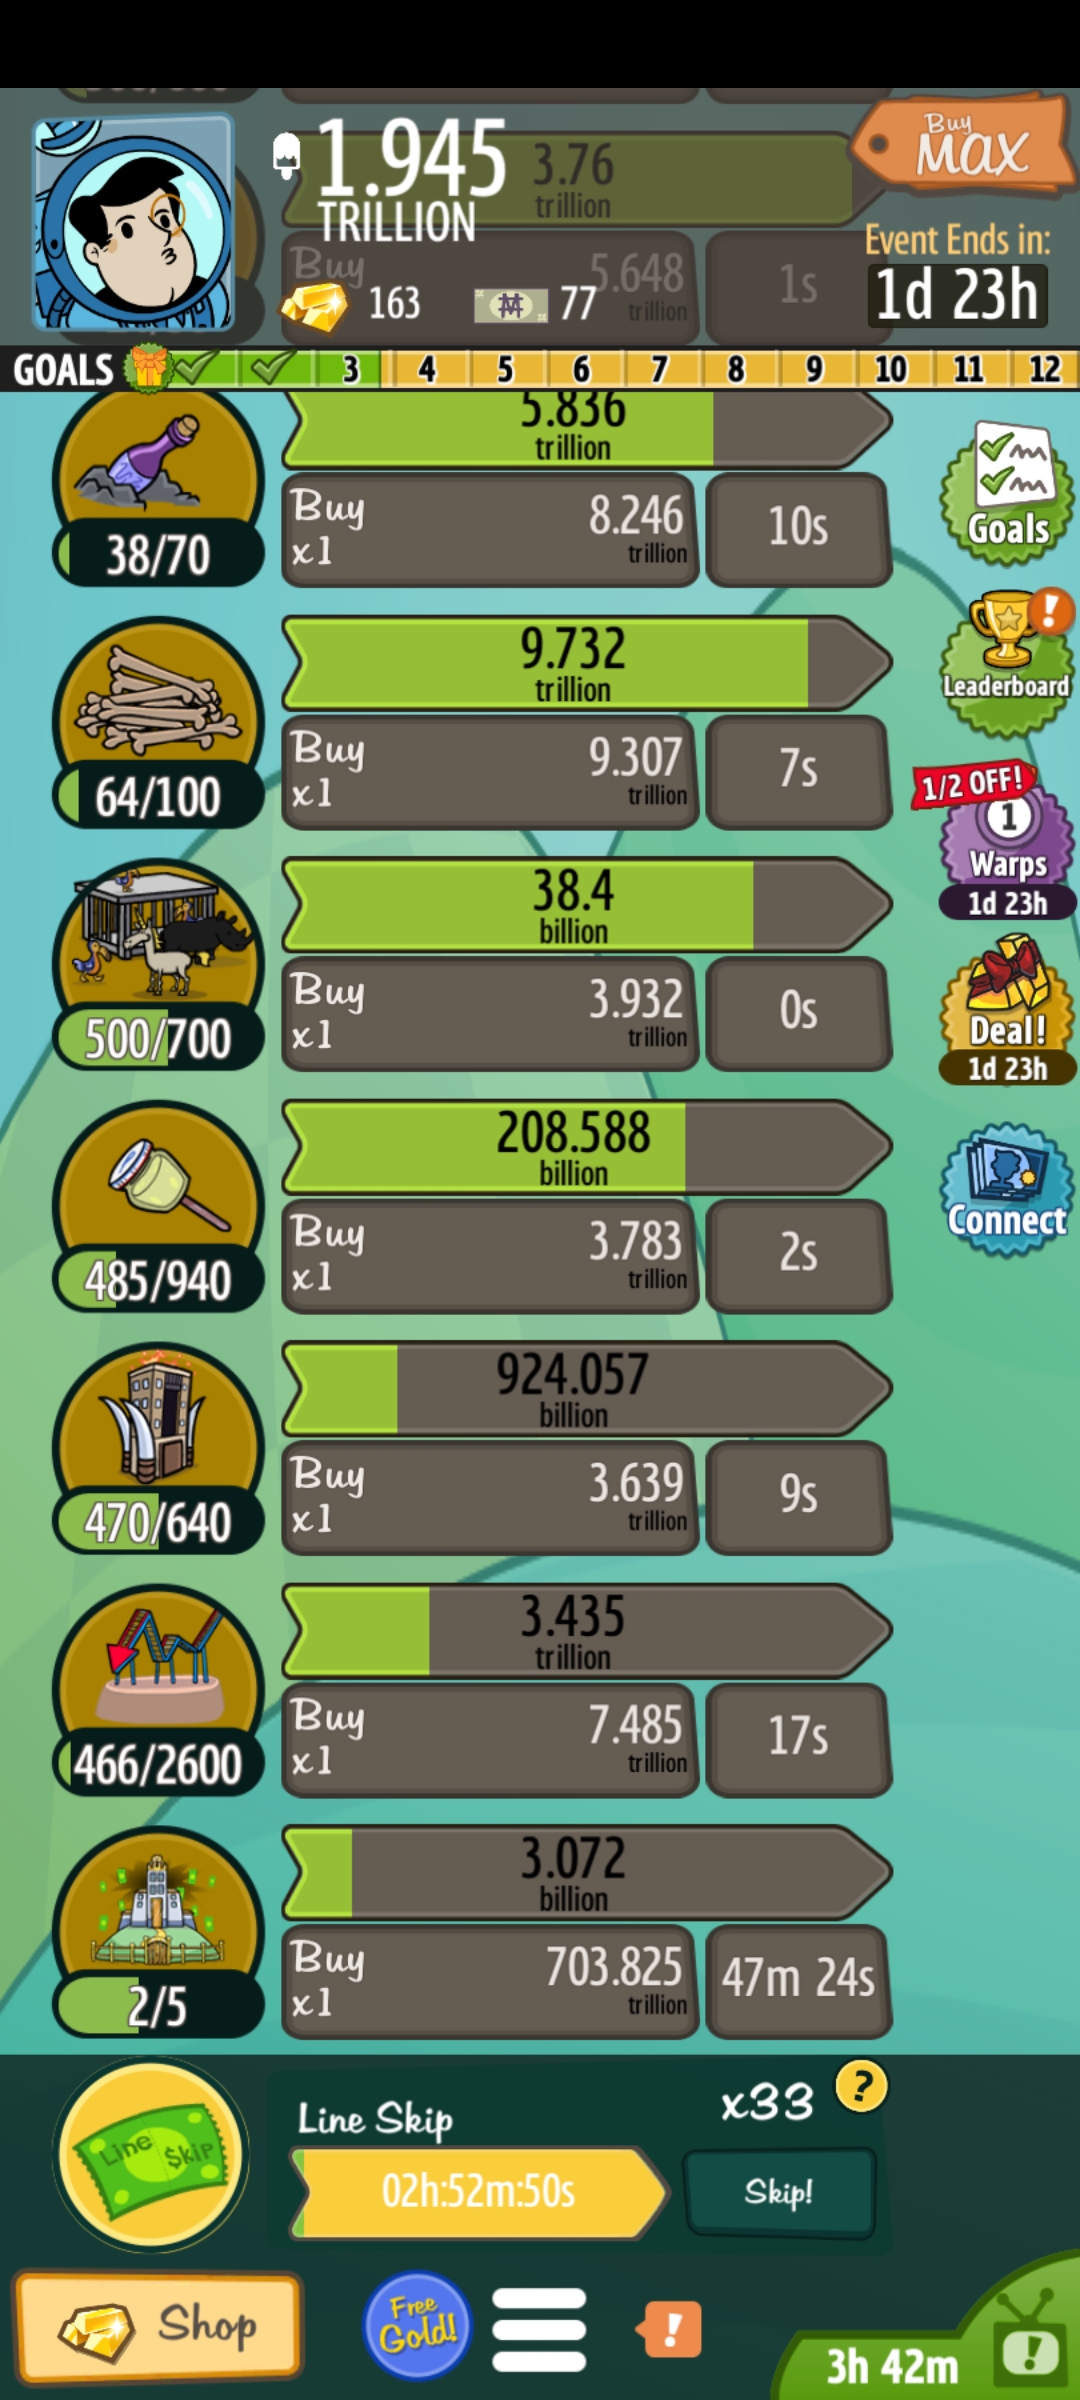 1.945
TRILLION
3.76
trillion
Buy
MAX
Buy
5.648
trillion
1s
163
77
Event Ends in:
1d 23h
GOALS 3 4 5 6 7 8 9 10 11 12
5.836
trillion
38/70
Buy
x1
8.246
trillion
10s
Goals
9.732
trillion
64/100
Buy
x1
9.307
trillion
7s
Leaderboard
1/2 OFF!
1
Warps
1d 23h
38.4
billion
500/700
Buy
x1
3.932
trillion
0s
Deal!
1d 23h
208.588
billion
485/940
Buy
x1
3.783
trillion
2s
Connect
924.057
billion
470/640
Buy
x1
3.639
trillion
9s
3.435
trillion
466/2600
Buy
x1
7.485
trillion
17s
3.072
billion
2/5
Buy
x1
703.825
trillion
47m 24s
Line $kip
Line Skip
x33
?
02h:52m:50s
Skip!
Shop
Free
Gold!
!
3h 42m
!